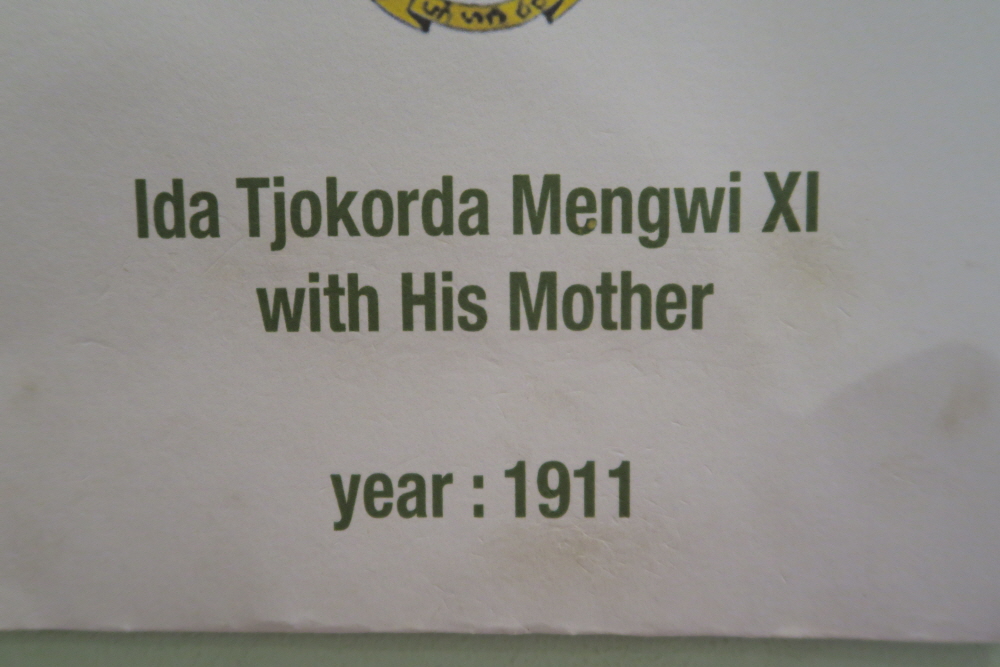 Ida Tjokorda Mengwi XI
with His Mother
year : 1911